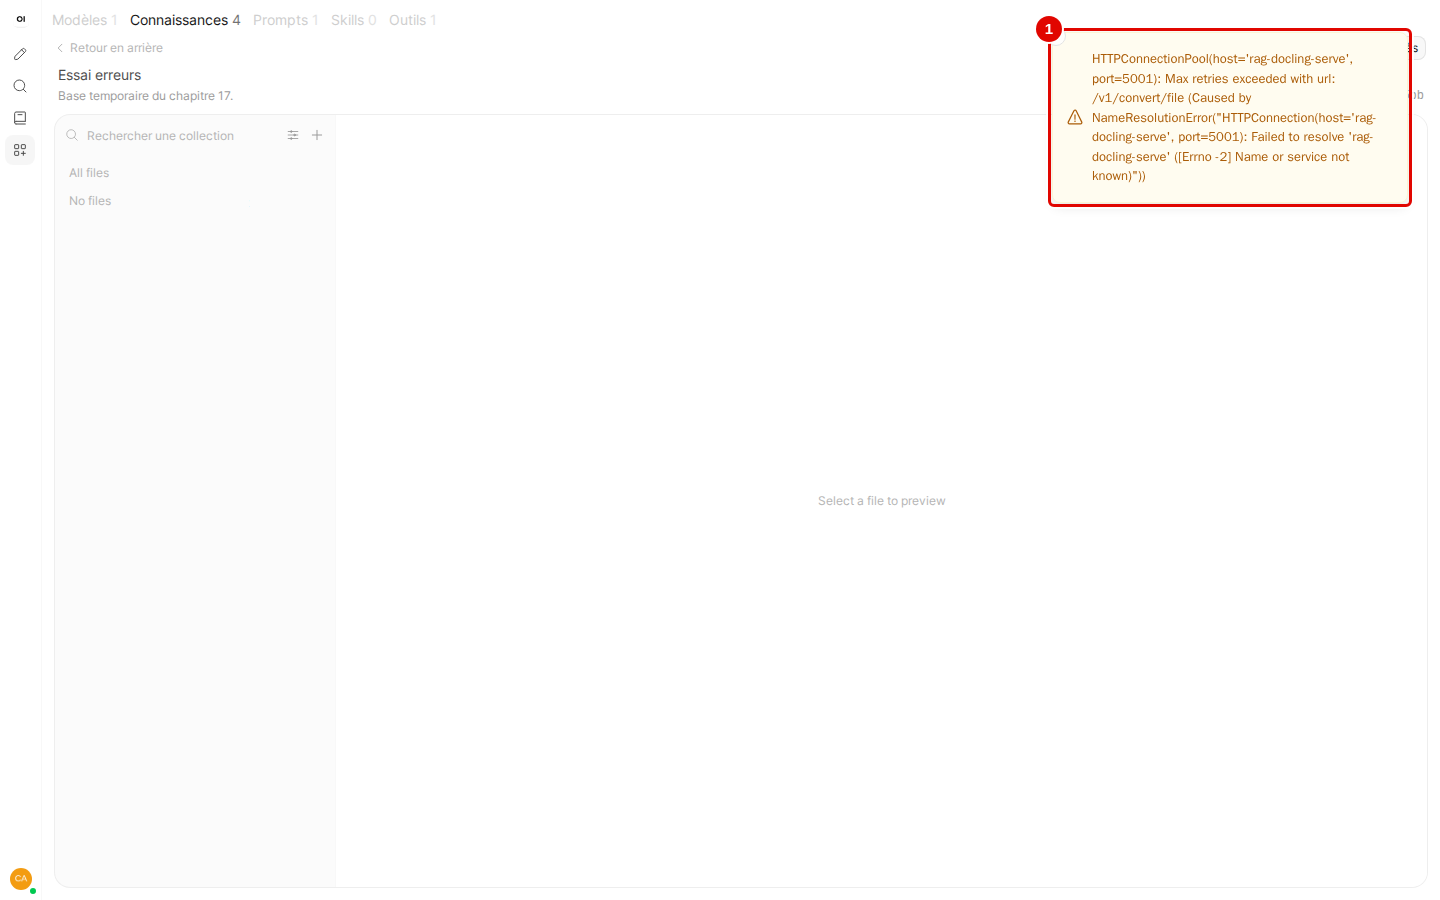 OI
Modèles 1 Connaissances 4 Prompts 1 Skills 0 Outils 1
Retour en arrière
Essai erreurs
Base temporaire du chapitre 17.
Rechercher une collection
All files
No files
1
HTTPConnectionPool(host='rag-docling-serve',
port=5001): Max retries exceeded with url:
/v1/convert/file (Caused by
NameResolutionError("HTTPConnection(host='rag-
docling-serve', port=5001): Failed to resolve 'rag-
docling-serve' ([Errno -2] Name or service not
known)"))
Select a file to preview
CA